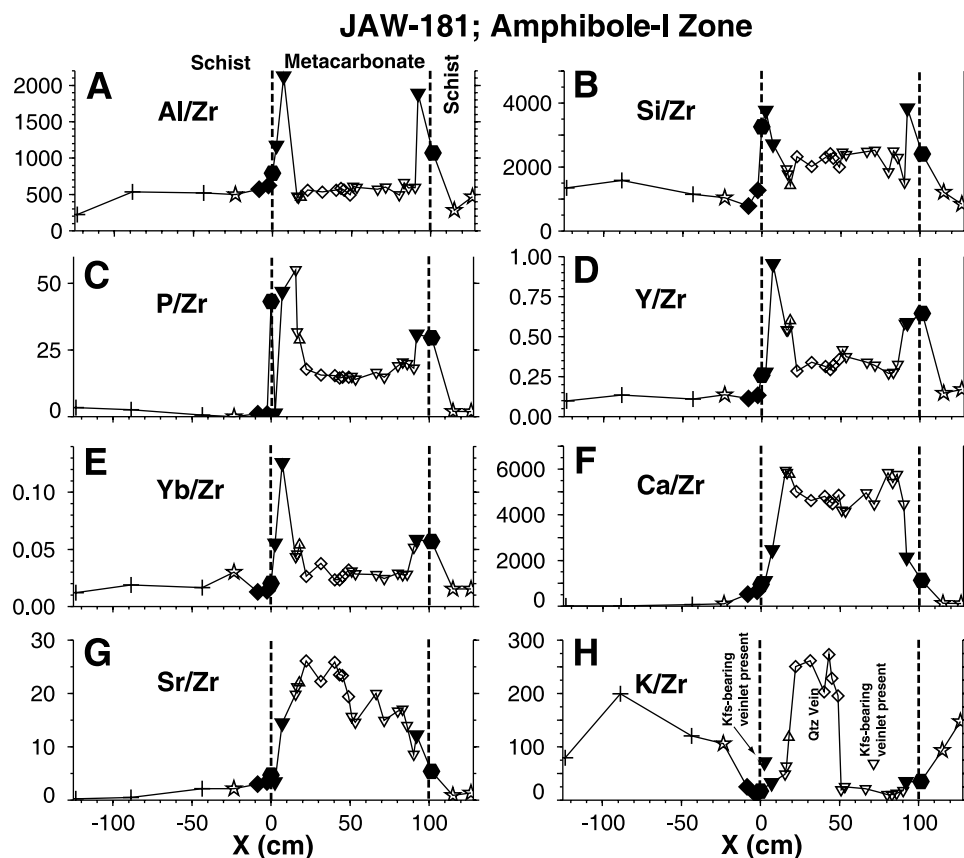 JAW-181; Amphibole-I Zone
Schist
Metacarbonate
Schist
A
Al/Zr
2000
1500
1000
500
0
B
Si/Zr
4000
2000
0
C
P/Zr
50
25
0
D
Y/Zr
1.00
0.75
0.50
0.25
0.00
E
Yb/Zr
0.10
0.05
0.00
F
Ca/Zr
6000
4000
2000
0
G
Sr/Zr
30
20
10
0
H
K/Zr
Kfs-bearing
veinlet present
Qtz Vein
Kfs-bearing
veinlet present
300
200
100
0
-100 -50 0 50 100
X (cm)
-100 -50 0 50 100
X (cm)